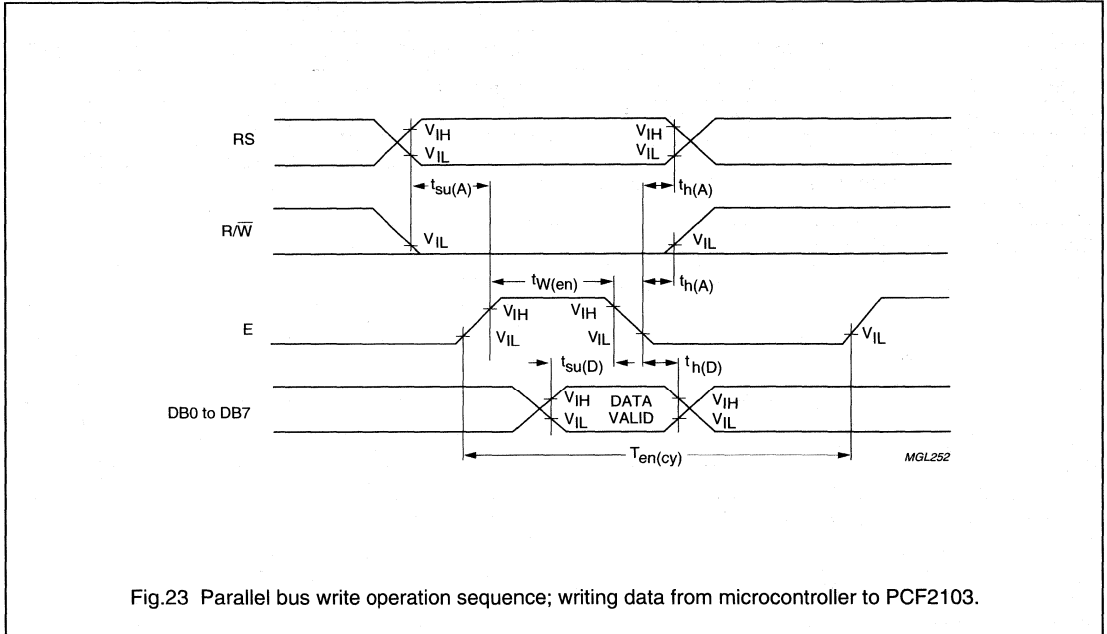 RS
VIH
VIL
VIH
VIL
tsu(A)
th(A)
R/W̅
VIL
VIL
tW(en)
th(A)
E
VIH
VIL
VIH
VIL
VIL
tsu(D)
th(D)
DB0 to DB7
VIH
VIL
DATA
VALID
VIH
VIL
Ten(cy)
MGL252
Fig.23 Parallel bus write operation sequence; writing data from microcontroller to PCF2103.